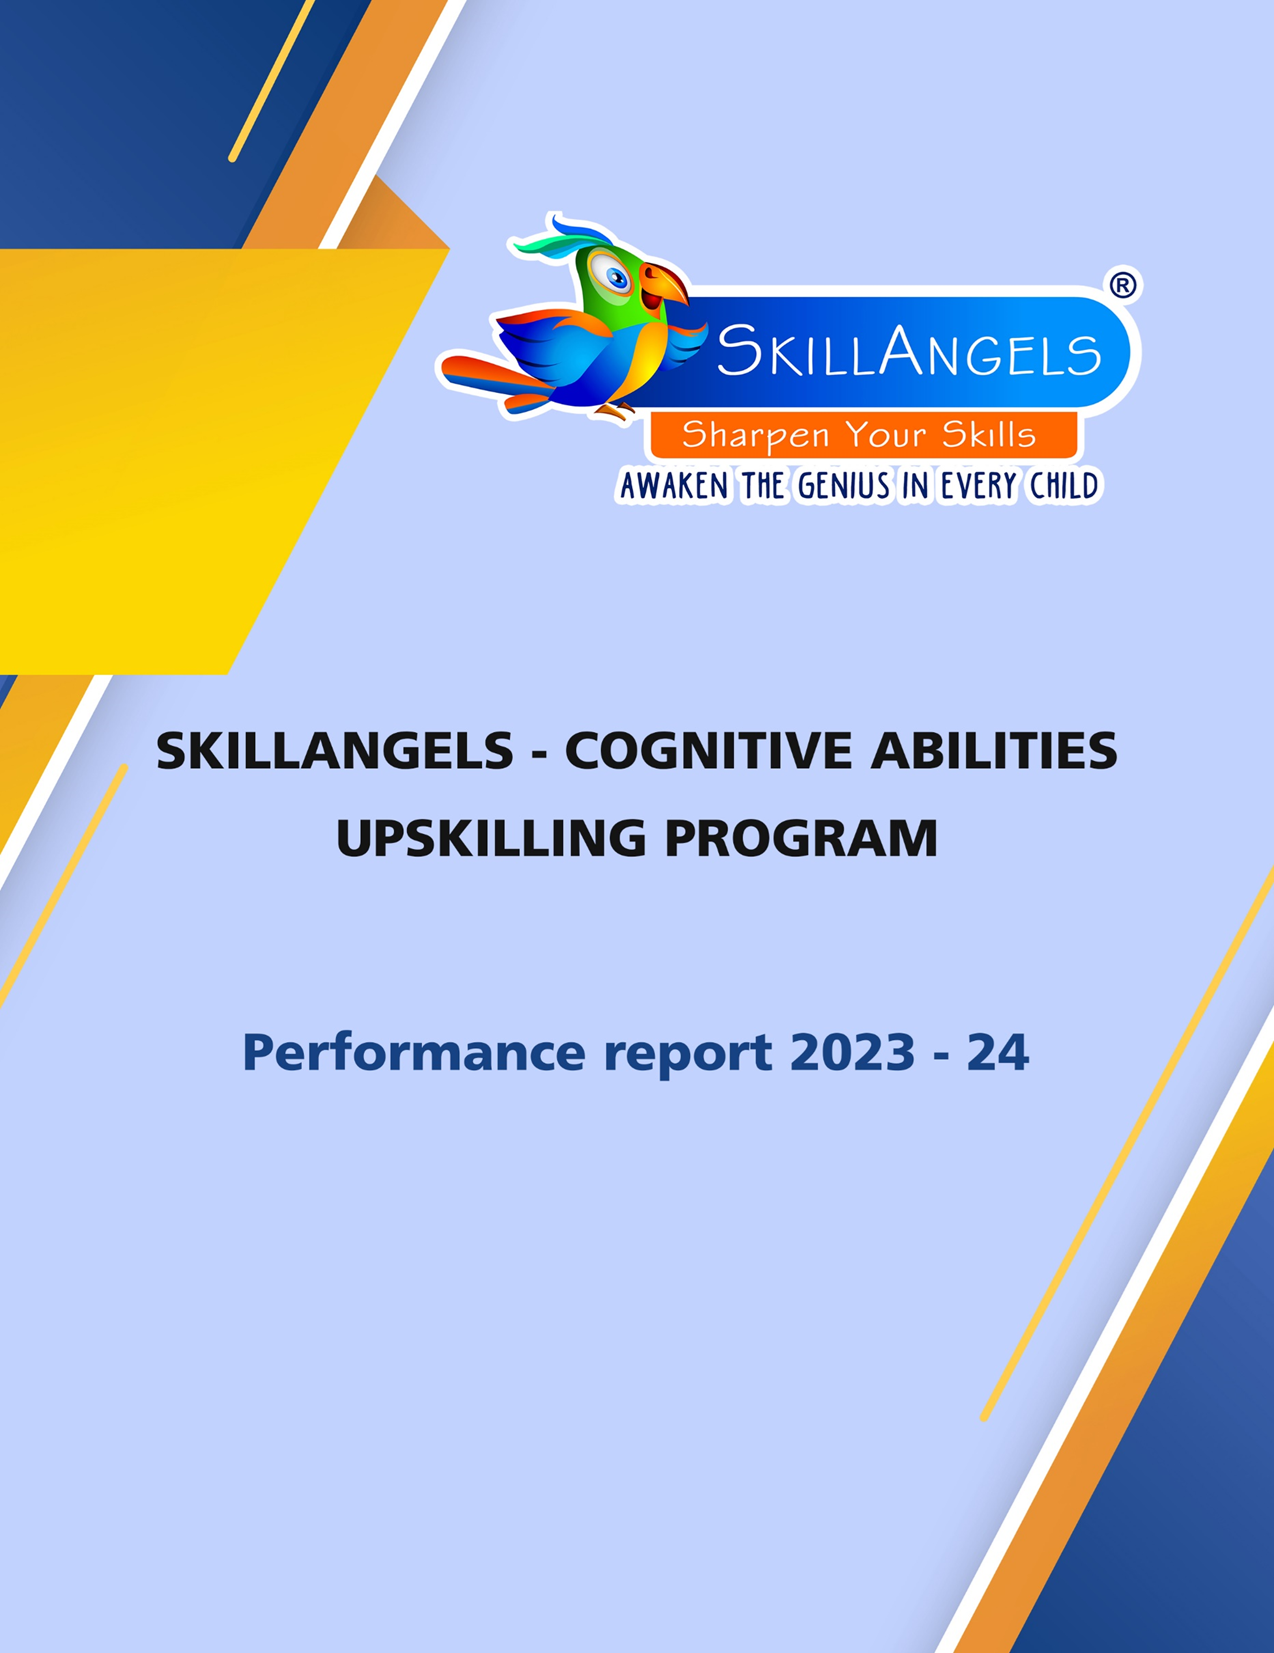 SKILLANGELS ®
Sharpen Your Skills
AWAKEN THE GENIUS IN EVERY CHILD
SKILLANGELS - COGNITIVE ABILITIES
UPSKILLING PROGRAM
Performance report 2023 - 24